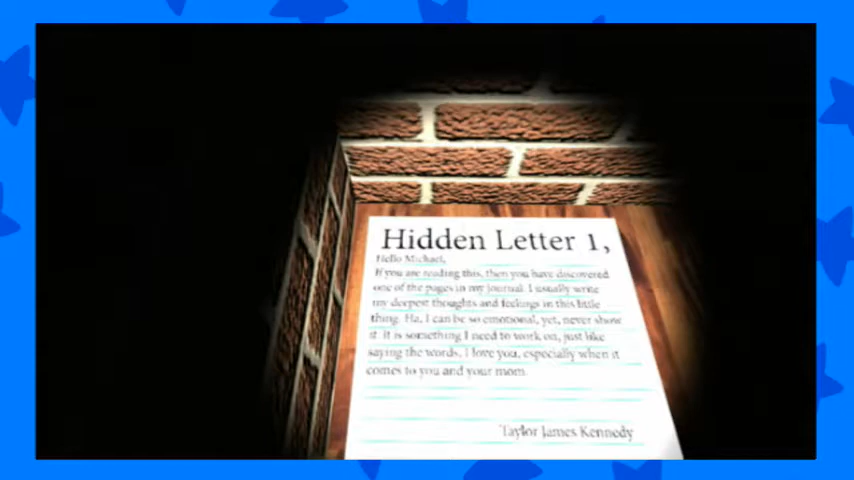 Hidden Letter 1,
Hello Michael,
If you are reading this, then you have discovered
one of the pages in my journal. I usually write
my deepest thoughts and feelings in this little
thing. Ha, I can be so emotional, yet, never show
it. It is something I need to work on, just like
saying the words, I love you, especially when it
comes to you and your mom.
Taylor James Kennedy